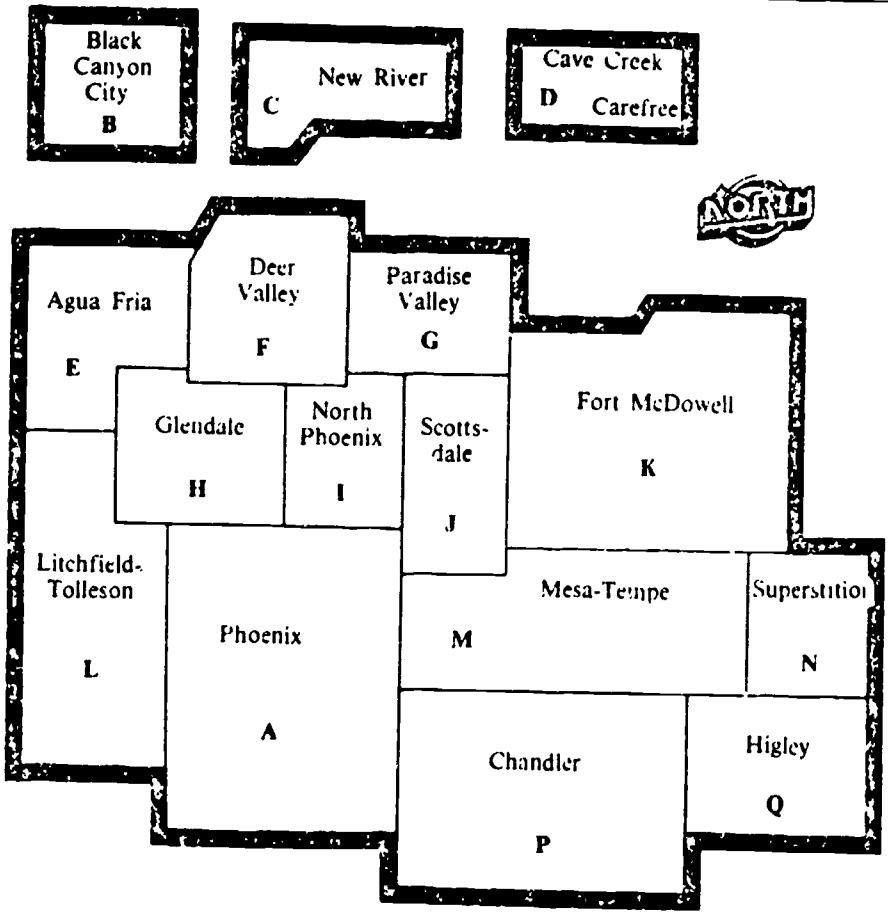 Black
Canyon
City
B
New River
C
Cave Creek
D
Carefree
NORTH
Agua Fria
E
Deer
Valley
F
Paradise
Valley
G
Glendale
H
North
Phoenix
I
Scotts-
dale
J
Fort McDowell
K
Litchfield-
Tolleson
L
Phoenix
A
Mesa-Tempe
M
Superstition
N
Chandler
P
Higley
Q